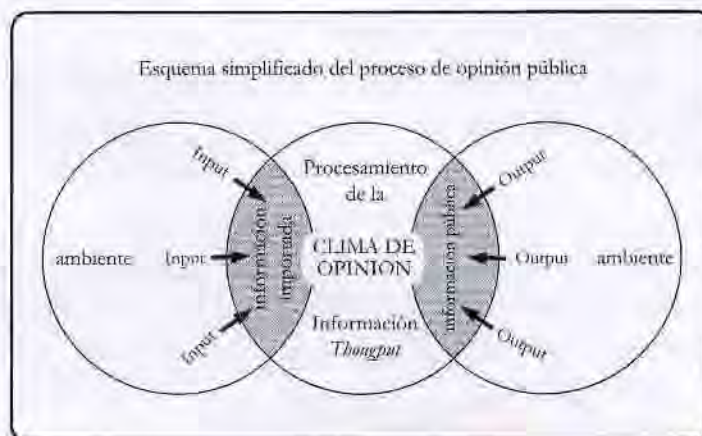 Esquema simplificado del proceso de opinión pública
Input
Input
Input
ambiente
información
importada
Procesamiento
de la
CLIMA DE
OPINION
Información
Thougput
información pública
Output
Output
Output
ambiente